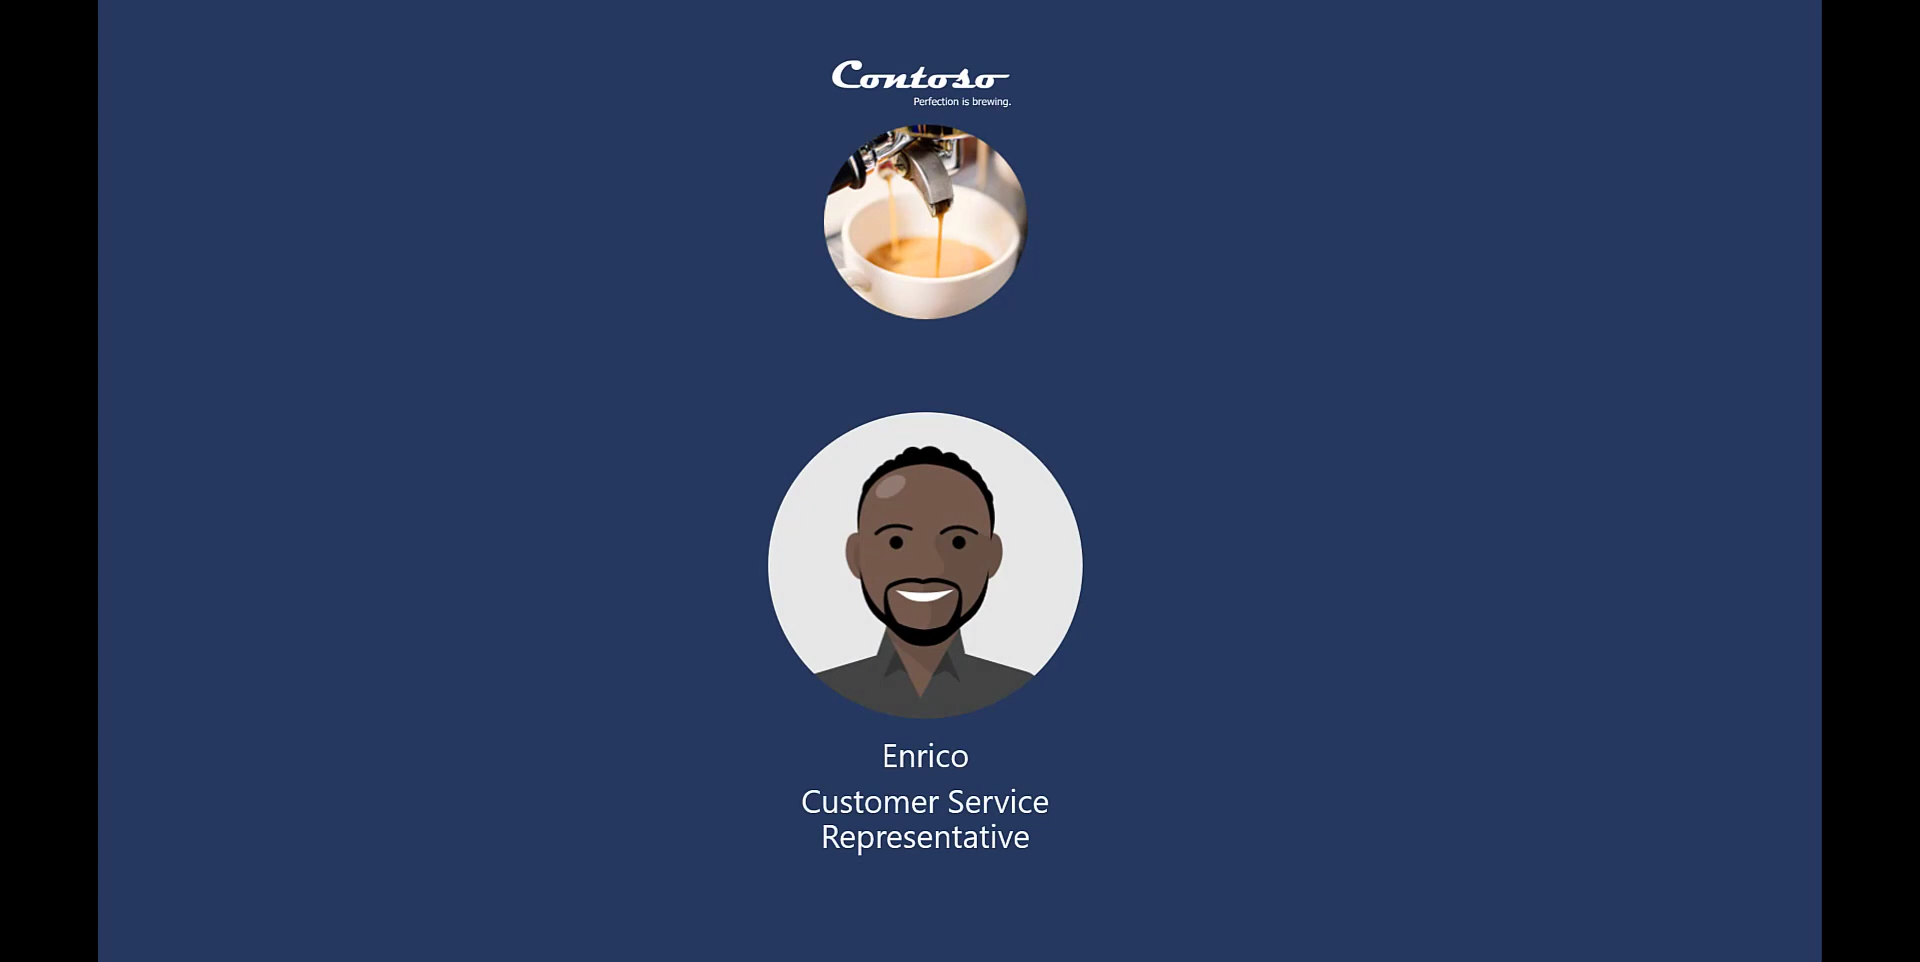 Contoso
Perfection is brewing.
Enrico
Customer Service
Representative